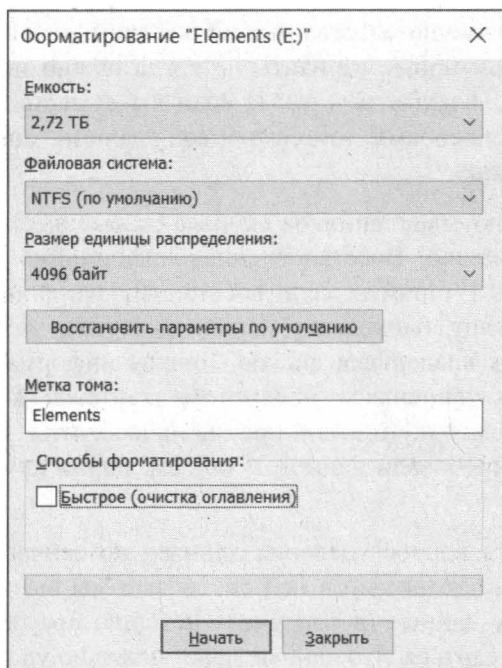 Форматирование "Elements (E:)"
Емкость:
2,72 ТБ
Файловая система:
NTFS (по умолчанию)
Размер единицы распределения:
4096 байт
Восстановить параметры по умолчанию
Метка тома:
Elements
Способы форматирования:
Быстрое (очистка оглавления)
Начать Закрыть